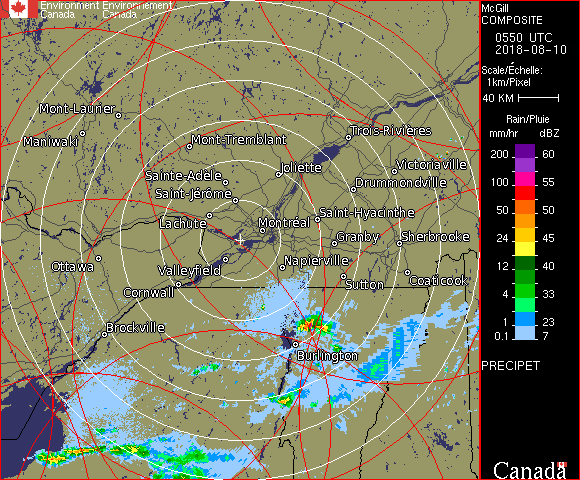 Environment Environnement
Canada Canada
McGill
COMPOSITE
0550 UTC
2018-08-10
Scale/Échelle:
1km/Pixel
40 KM
Rain/Pluie
mm/hr dBZ
200 60
150 57
100 55
50 50
24 45
12 40
4 33
1 23
0.1 7
PRECIPET
Canada
Mont-Laurier
Maniwaki
Mont-Tremblant
Trois-Rivières
Sainte-Adèle
Joliette
Victoriaville
Saint-Jérôme
Drummondville
Lachute
Montréal
Saint-Hyacinthe
Ottawa
Valleyfield
Granby
Sherbrooke
Napierville
Cornwall
Sutton
Coaticook
Brockville
Burlington